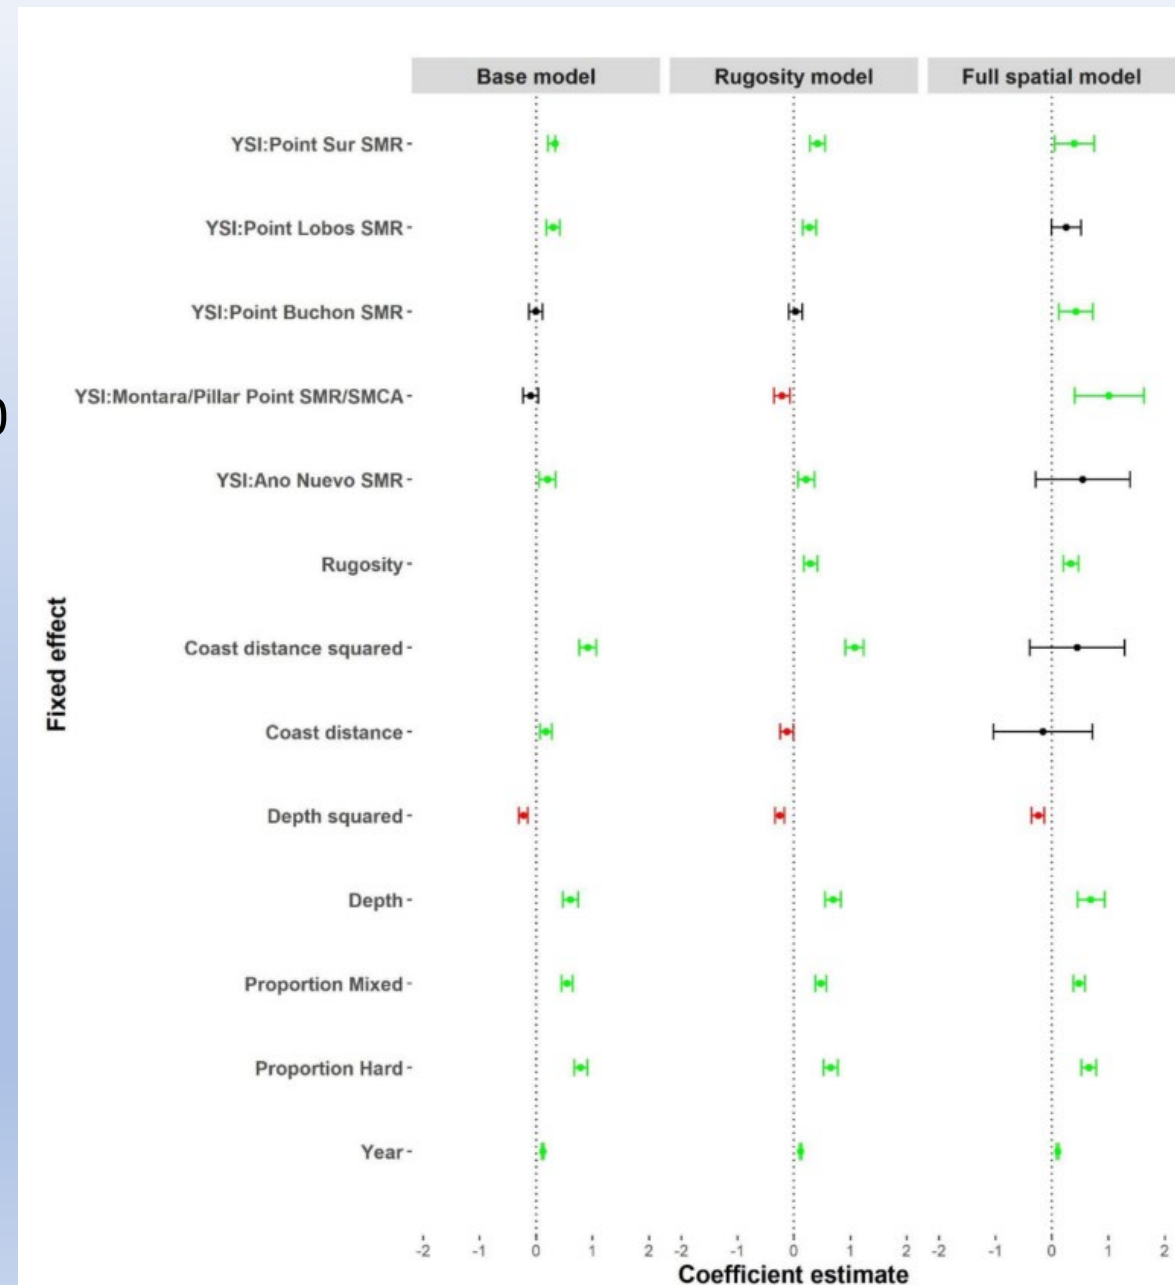 Base model Rugosity model Full spatial model
YSI:Point Sur SMR
YSI:Point Lobos SMR
YSI:Point Buchon SMR
YSI:Montara/Pillar Point SMR/SMCA
YSI:Ano Nuevo SMR
Rugosity
Coast distance squared
Coast distance
Depth squared
Depth
Proportion Mixed
Proportion Hard
Year
Fixed effect
-2 -1 0 1 2 -2 -1 0 1 2 -2 -1 0 1 2
Coefficient estimate